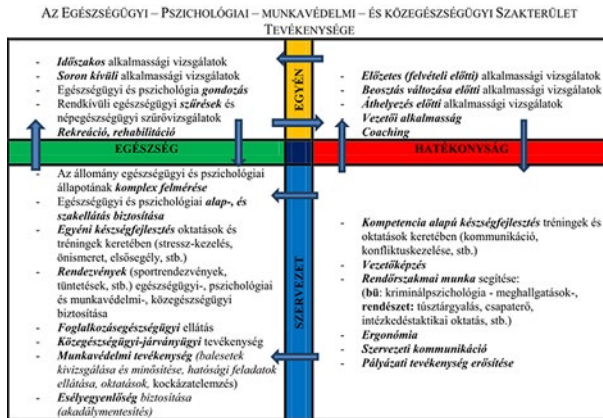 AZ EGÉSZSÉGÜGYI – PSZICHOLÓGIAI – MUNKAVÉDELMI – ÉS KÖZEGÉSZSÉGÜGYI SZAKTERÜLET
TEVÉKENYSÉGE
- Időszakos alkalmassági vizsgálatok
- Soron kívüli alkalmassági vizsgálatok
- Egészségügyi és pszichológia gondozás
- Rendkívüli egészségügyi szűrések és
népegészségügyi szűrővizsgálatok
- Rekreáció, rehabilitáció
EGYÉN
- Előzetes (felvételi előtti) alkalmassági vizsgálatok
- Beosztás változása előtti alkalmassági vizsgálatok
- Áthelyezés előtti alkalmassági vizsgálatok
- Vezetői alkalmasság
- Coaching
EGÉSZSÉG
HATÉKONYSÁG
- Az állomány egészségügyi és pszichológiai
állapotának komplex felmérése
- Egészségügyi és pszichológiai alap-, és
szakellátás biztosítása
- Egyéni készségfejlesztés oktatások és
tréningek keretében (stressz-kezelés,
önismeret, elsősegély, stb.)
- Rendezvények (sportrendezvények,
tüntetések, stb.) egészségügyi-, pszichológiai
és munkavédelmi-, közegészségügyi
biztosítása
- Foglalkozásegészségügyi ellátás
- Közegészségügyi-járványügyi tevékenység
- Munkavédelmi tevékenység (balesetek
kivizsgálása és minősítése, hatósági feladatok
ellátása, oktatások, kockázatelemzés)
- Esélyegyenlőség biztosítása
(akadálymentesítés)
SZERVEZET
- Kompetencia alapú készségfejlesztés tréningek és
oktatások keretében (kommunikáció,
konfliktuskezelése, stb.)
- Vezetőképzés
- Rendőrszakmai munka segítése:
(bü: kriminálpszichológia - meghallgatások-,
rendészet: túsztárgyalás, csapaterő,
intézkedéstaktikai oktatás, stb.)
- Ergonómia
- Szervezeti kommunikáció
- Pályázati tevékenység erősítése